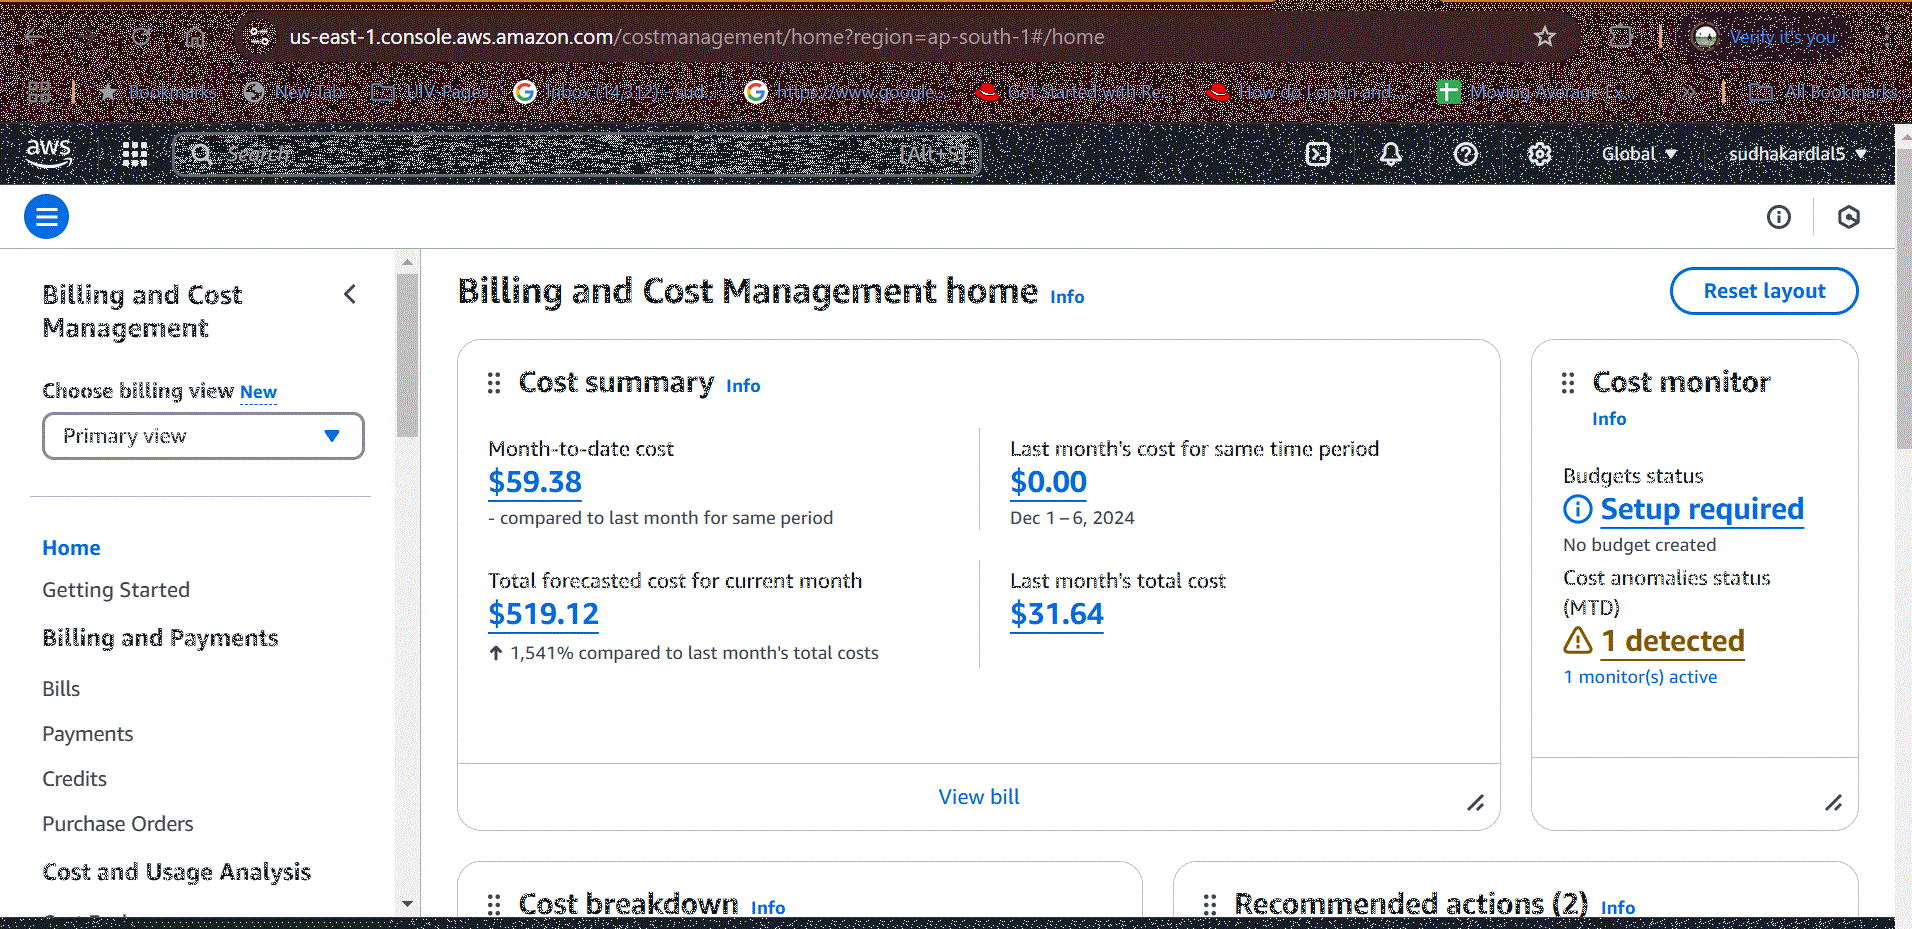 us-east-1.console.aws.amazon.com/costmanagement/home?region=ap-south-1#/home
Verify it's you
Bookmarks
New Tab
UIV Pages
Inbox (14,312) - sud
https://www.google
Get Started with Re
How do I open and
Moving Average Ex
All Bookmarks
aws
Search
[Alt+S]
Global
sudhakardlal5
Billing and Cost
Management
Choose billing view New
Primary view
Home
Getting Started
Billing and Payments
Bills
Payments
Credits
Purchase Orders
Cost and Usage Analysis
Billing and Cost Management home Info
Reset layout
Cost summary Info
Month-to-date cost
$59.38
- compared to last month for same period
Last month's cost for same time period
$0.00
Dec 1 – 6, 2024
Total forecasted cost for current month
$519.12
↑ 1,541% compared to last month's total costs
Last month's total cost
$31.64
View bill
Cost monitor
Info
Budgets status
Setup required
No budget created
Cost anomalies status
(MTD)
1 detected
1 monitor(s) active
Cost breakdown Info
Recommended actions (2) Info